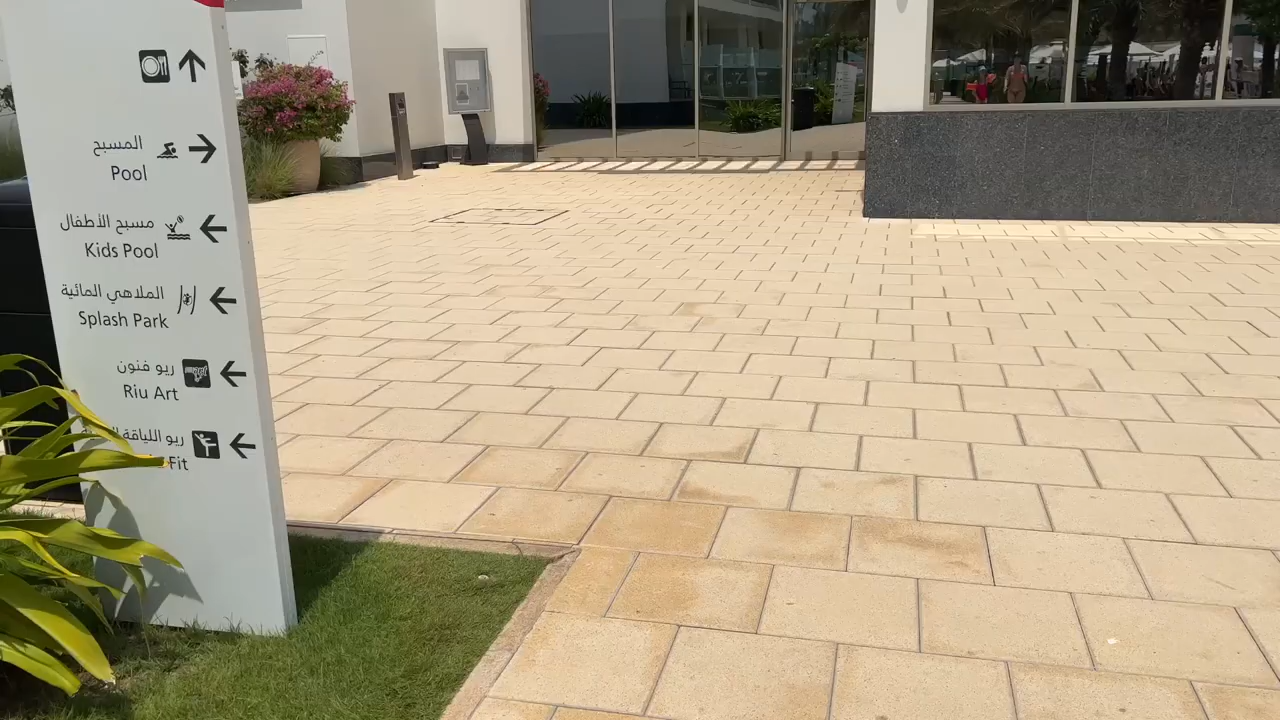 المسبح
Pool
مسبح الأطفال
Kids Pool
الملاهي المائية
Splash Park
ريو فنون
Riu Art
ريو اللياقة
Fit